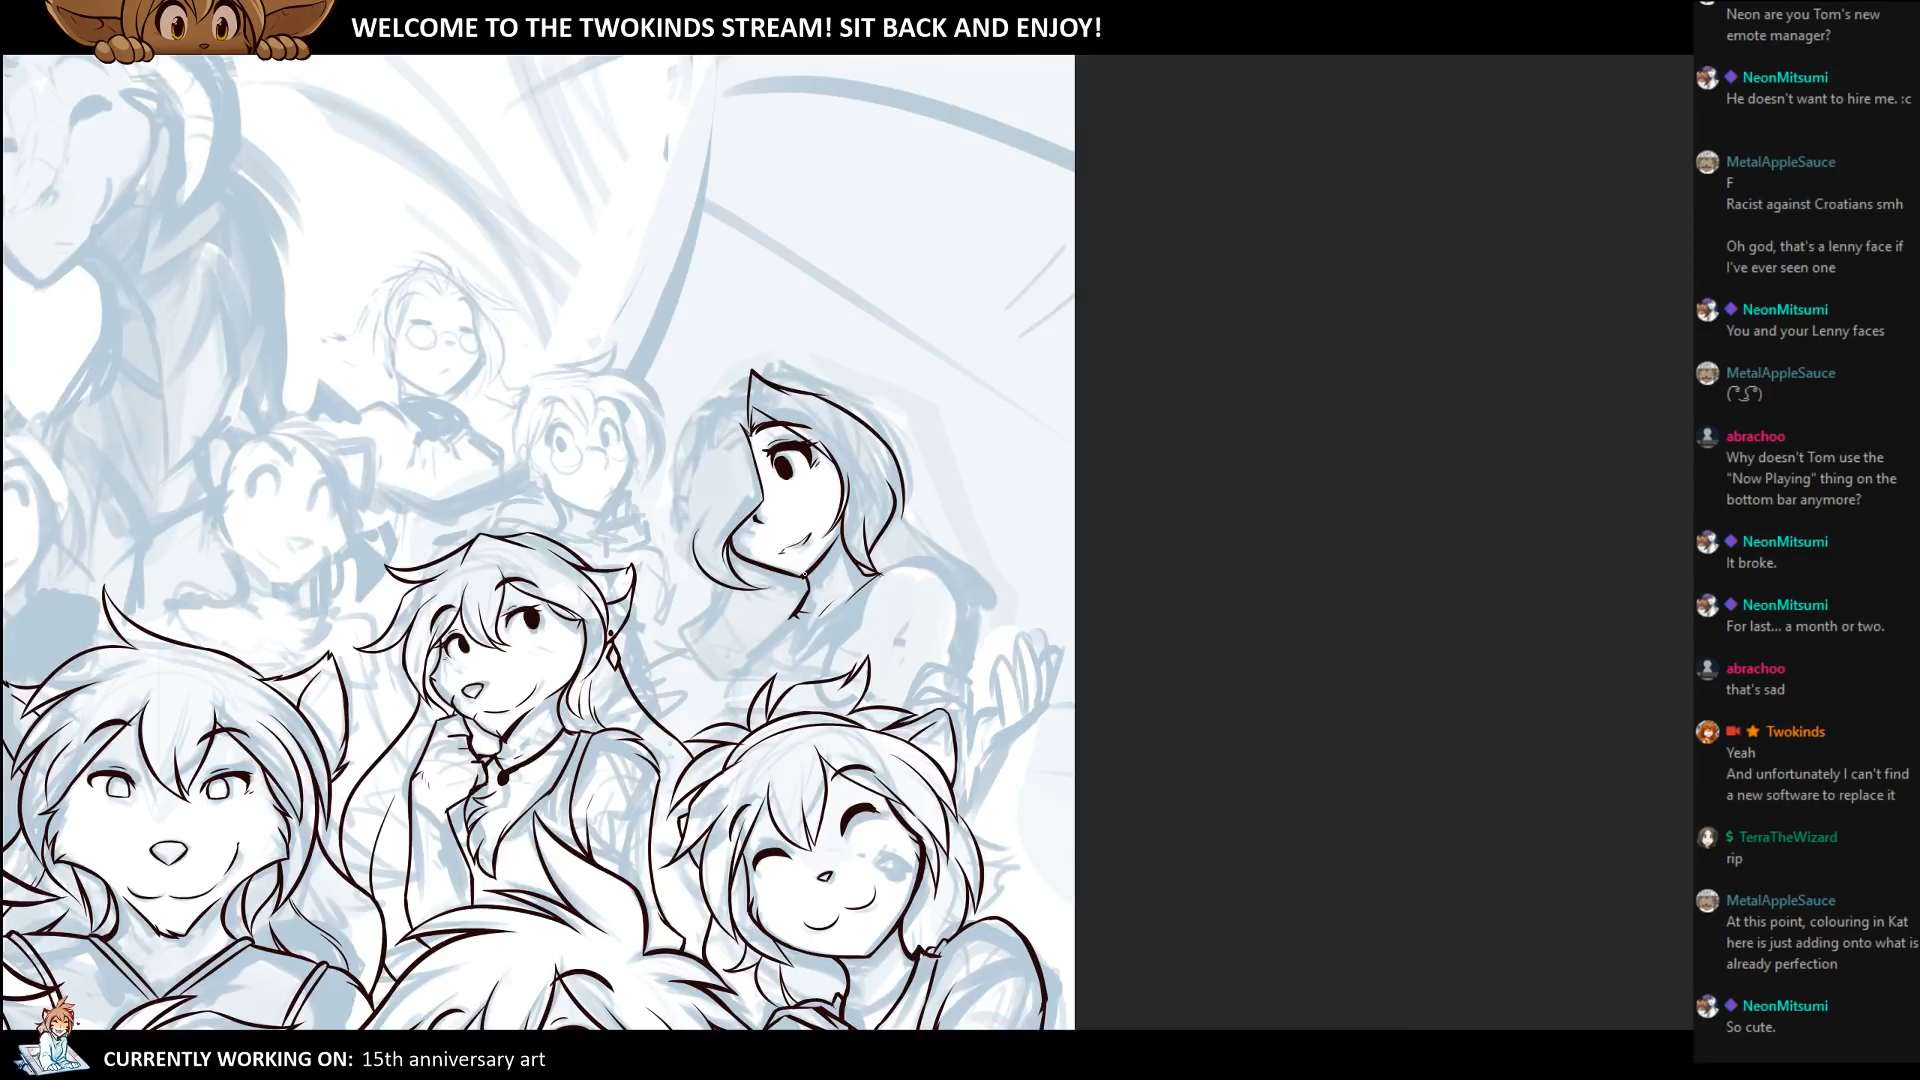 WELCOME TO THE TWOKINDS STREAM! SIT BACK AND ENJOY!
Neon are you Tom's new
emote manager?
NeonMitsumi
He doesn't want to hire me. :c
MetalAppleSauce
F
Racist against Croatians smh
Oh god, that's a lenny face if
I've ever seen one
NeonMitsumi
You and your Lenny faces
MetalAppleSauce
( ͡° ͜ʖ ͡°)
abrachoo
Why doesn't Tom use the
"Now Playing" thing on the
bottom bar anymore?
NeonMitsumi
It broke.
NeonMitsumi
For last... a month or two.
abrachoo
that's sad
Twokinds
Yeah
And unfortunately I can't find
a new software to replace it
$ TerraTheWizard
rip
MetalAppleSauce
At this point, colouring in Kat
here is just adding onto what is
already perfection
NeonMitsumi
So cute.
CURRENTLY WORKING ON: 15th anniversary art